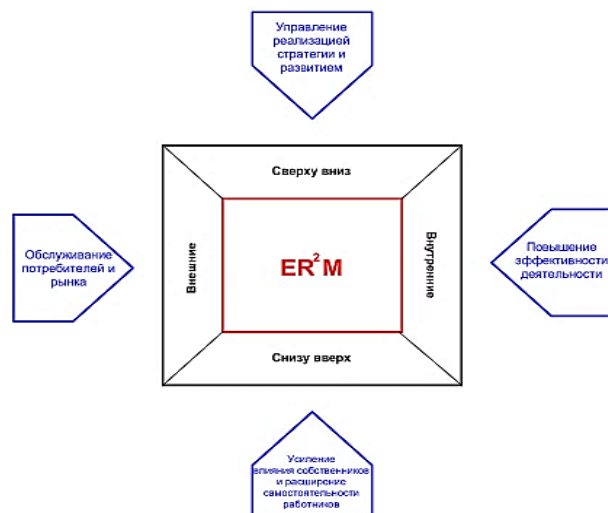 Управление
реализацией
стратегии и
развитием
Сверху вниз
Обслуживание
потребителей и
рынка
Внешние
ER²M
Внутренние
Повышение
эффективности
деятельности
Снизу вверх
Усиление
влияния собственников
и расширение
самостоятельности
работников